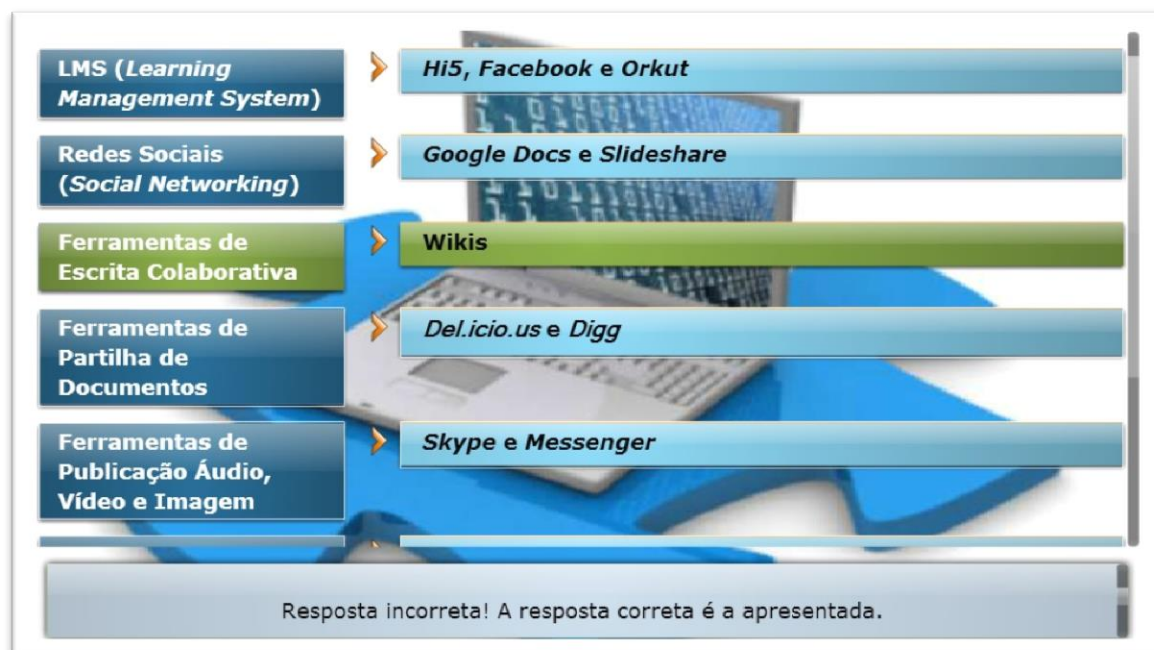 LMS (Learning
Management System)
Hi5, Facebook e Orkut
Redes Sociais
(Social Networking)
Google Docs e Slideshare
Ferramentas de
Escrita Colaborativa
Wikis
Ferramentas de
Partilha de
Documentos
Del.icio.us e Digg
Ferramentas de
Publicação Áudio,
Vídeo e Imagem
Skype e Messenger
Resposta incorreta! A resposta correta é a apresentada.